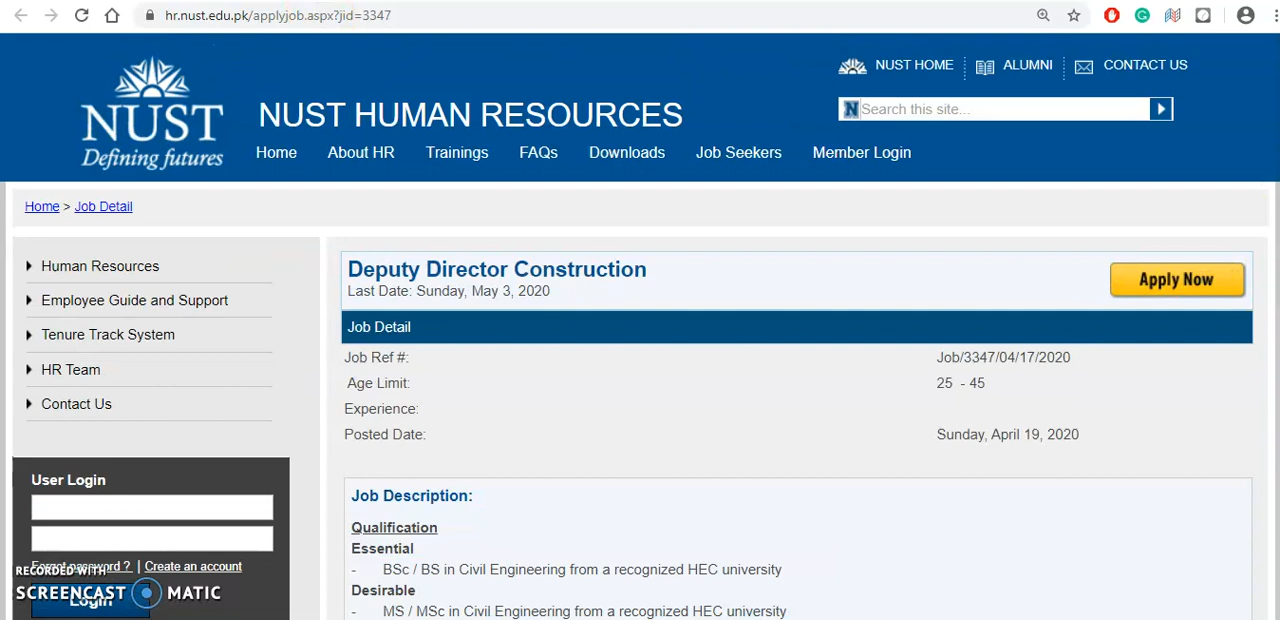 hr.nust.edu.pk/applyjob.aspx?jid=3347
NUST HOME
ALUMNI
CONTACT US
NUST
Defining futures
NUST HUMAN RESOURCES
N Search this site...
Home About HR Trainings FAQs Downloads Job Seekers Member Login
Home > Job Detail
Human Resources
Employee Guide and Support
Tenure Track System
HR Team
Contact Us
User Login
Forgot password ? | Create an account
Login
RECORDED WITH
SCREENCAST MATIC
Deputy Director Construction
Last Date: Sunday, May 3, 2020
Apply Now
Job Detail
Job Ref #: Job/3347/04/17/2020
Age Limit: 25 - 45
Experience:
Posted Date: Sunday, April 19, 2020
Job Description:
Qualification
Essential
- BSc / BS in Civil Engineering from a recognized HEC university
Desirable
- MS / MSc in Civil Engineering from a recognized HEC university